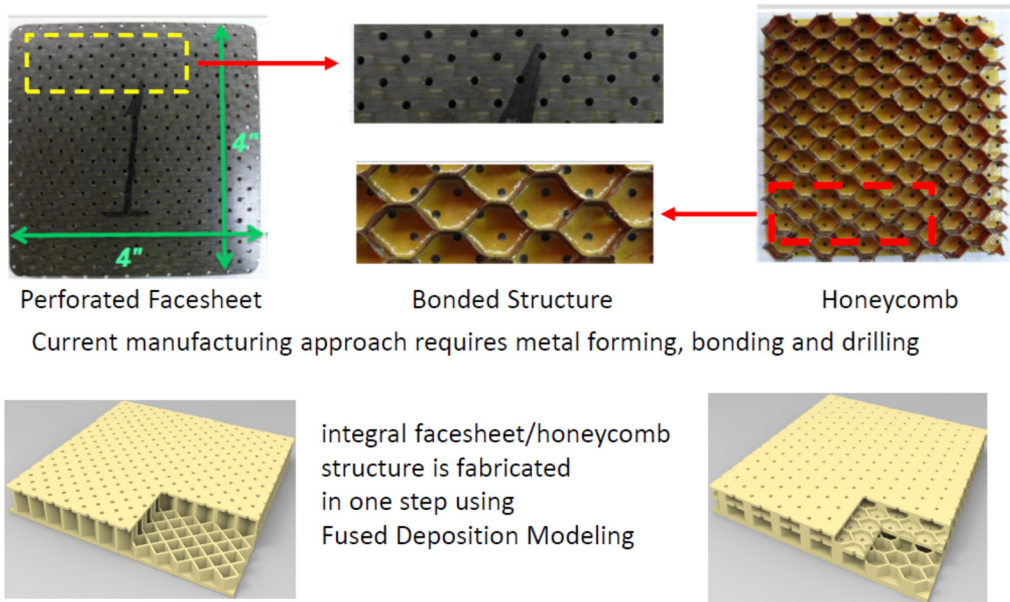 4"
4"
Perforated Facesheet
Bonded Structure
Honeycomb
Current manufacturing approach requires metal forming, bonding and drilling
integral facesheet/honeycomb
structure is fabricated
in one step using
Fused Deposition Modeling